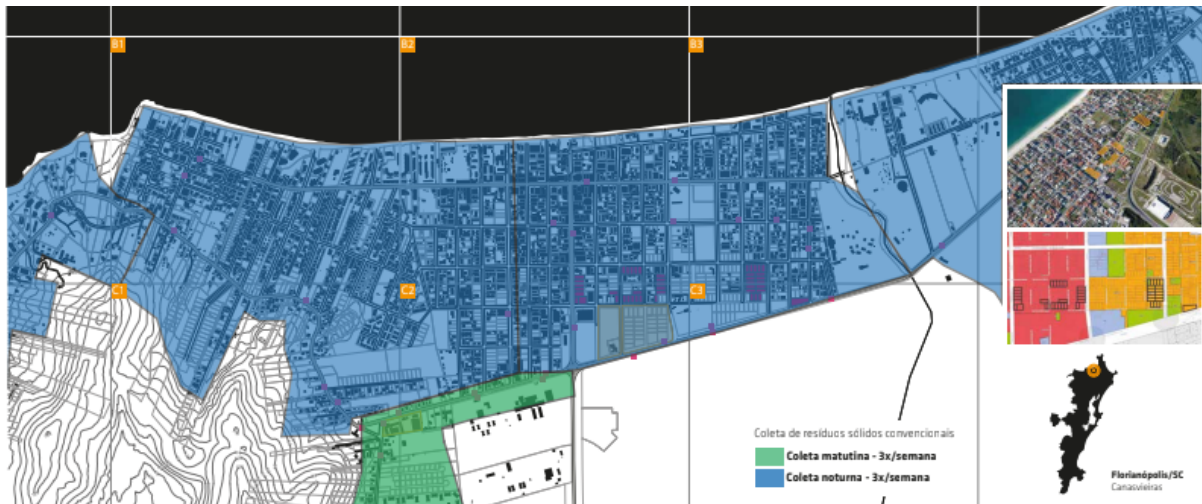 B1
B2
B3
C1
C2
C3
Coleta de resíduos sólidos convencionais
Coleta matutina - 3x/semana
Coleta noturna - 3x/semana
Florianópolis/SC
Canasvieiras